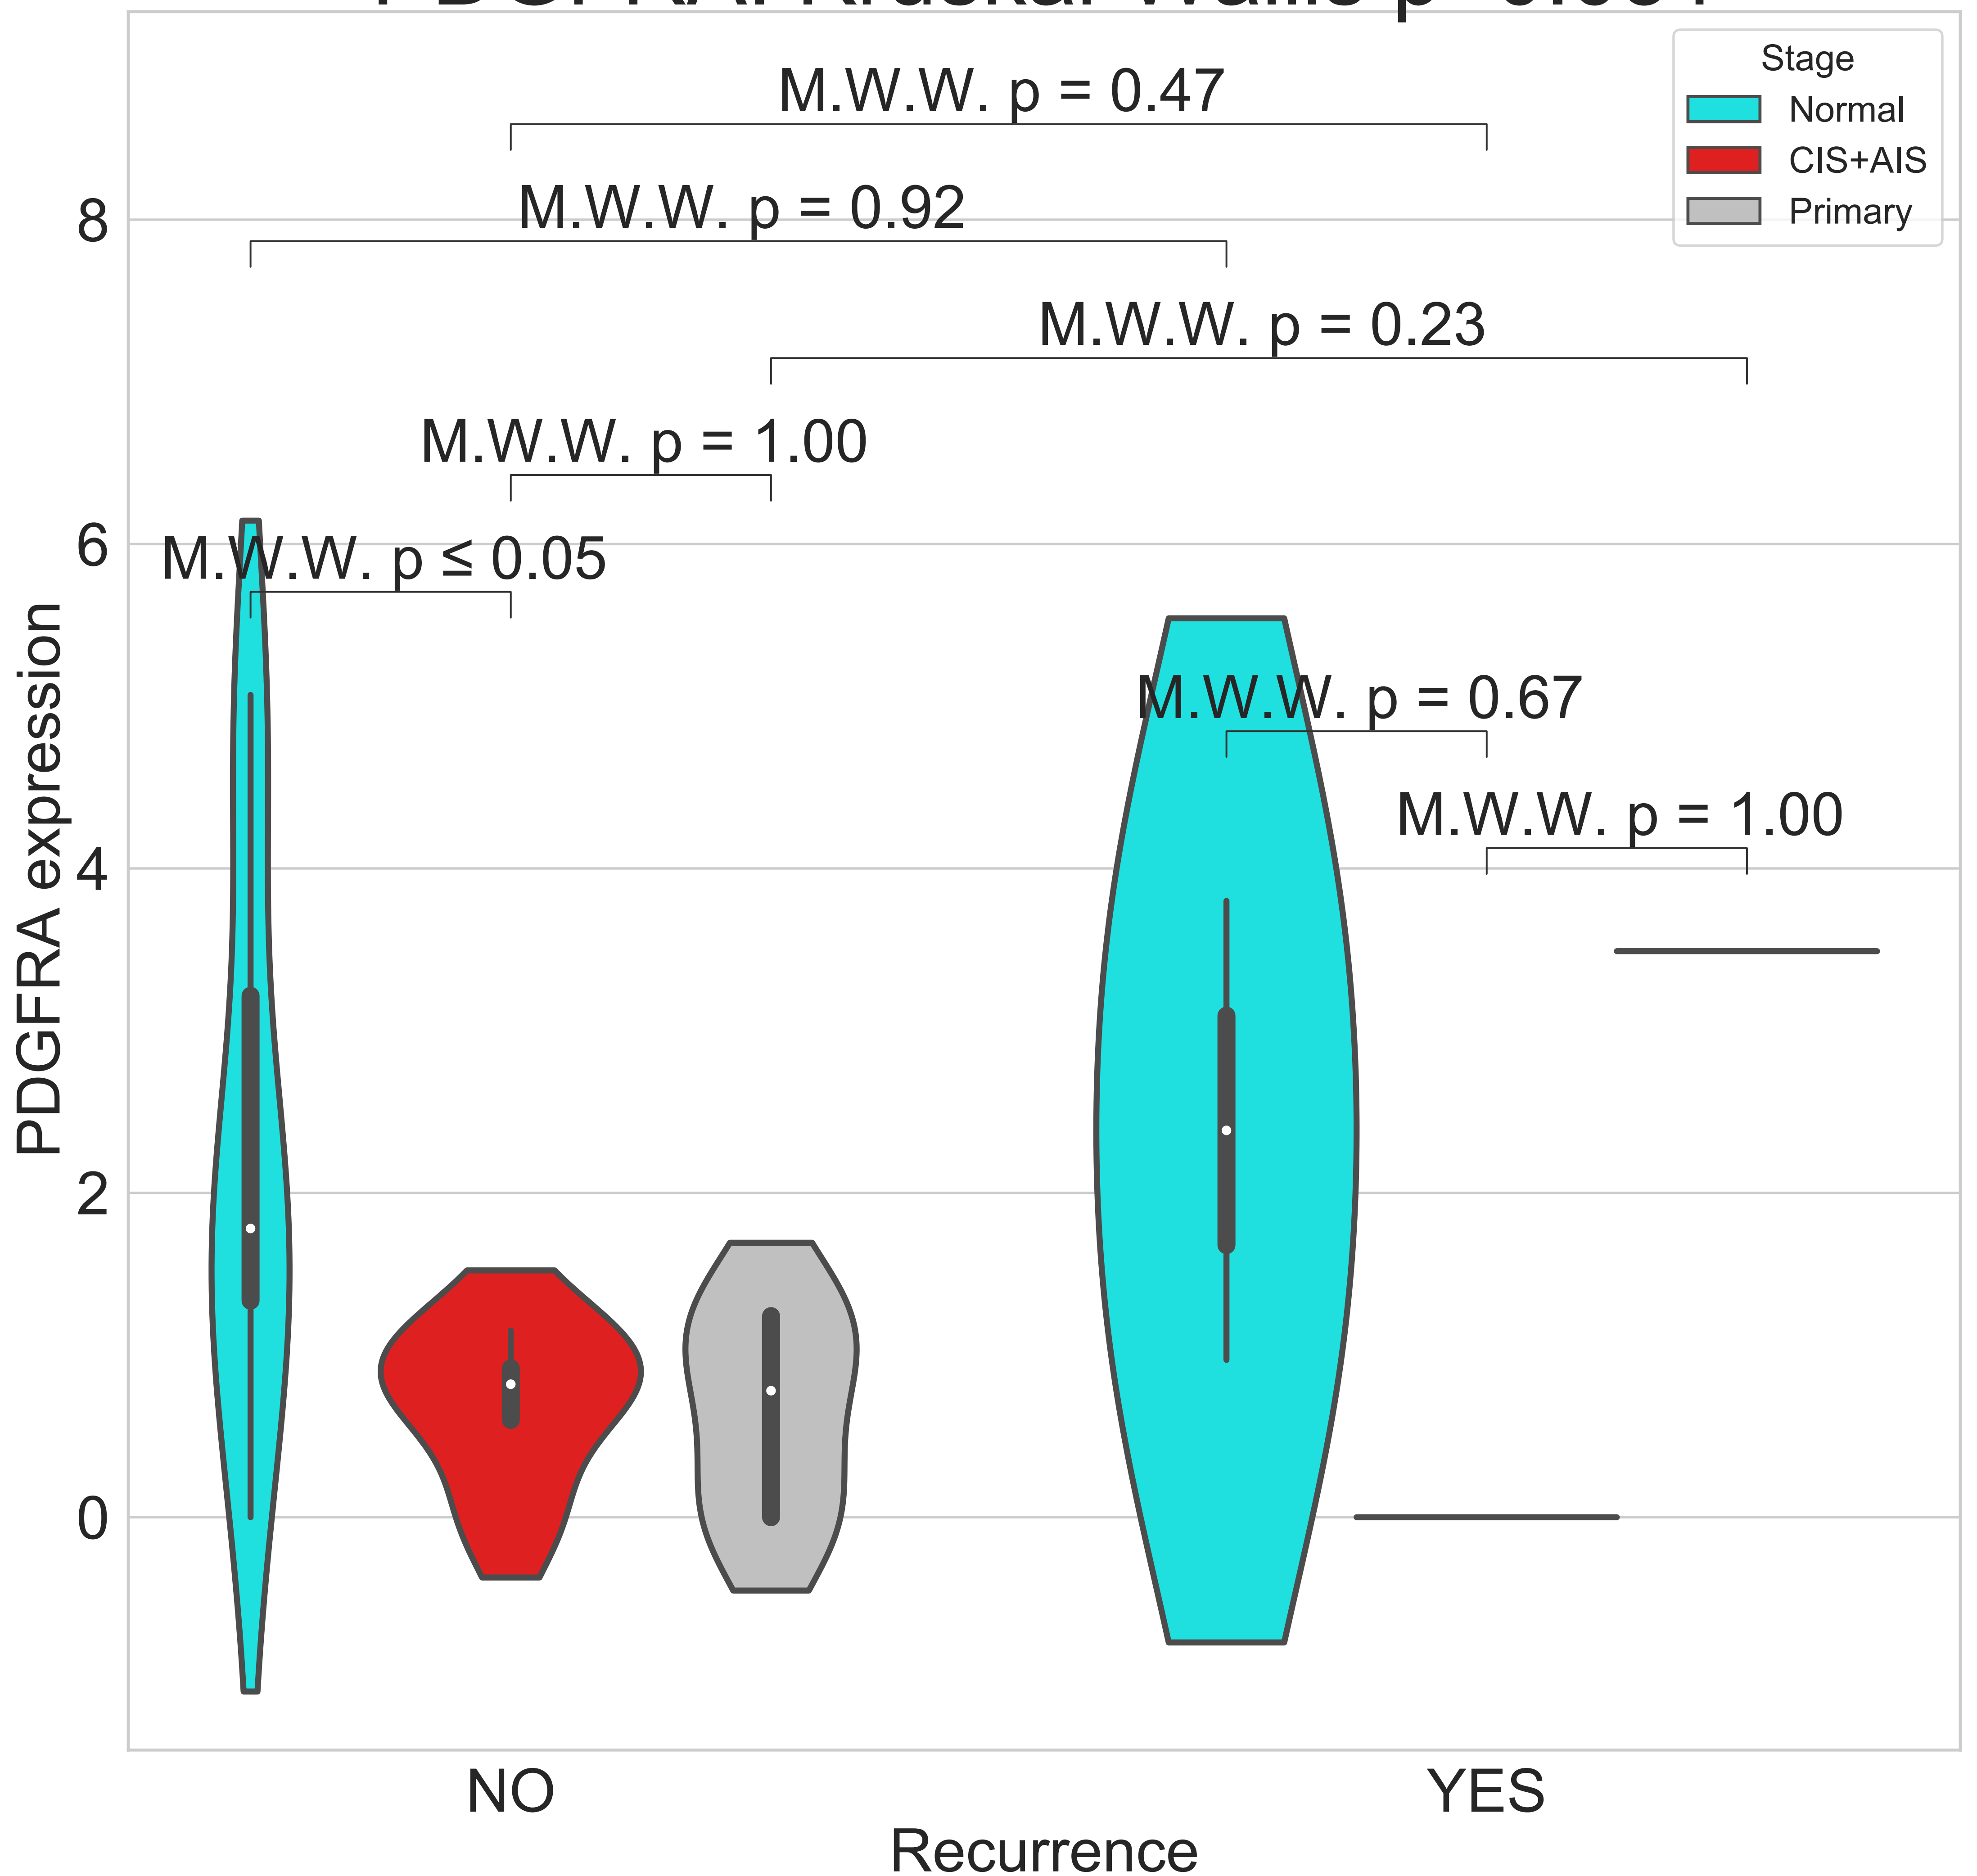 Stage
Normal
CIS+AIS
Primary
M.W.W. p = 0.47
M.W.W. p = 0.92
M.W.W. p = 0.23
M.W.W. p = 1.00
M.W.W. p ≤ 0.05
M.W.W. p = 0.67
M.W.W. p = 1.00
PDGFRA expression
8
6
4
2
0
NO
YES
Recurrence